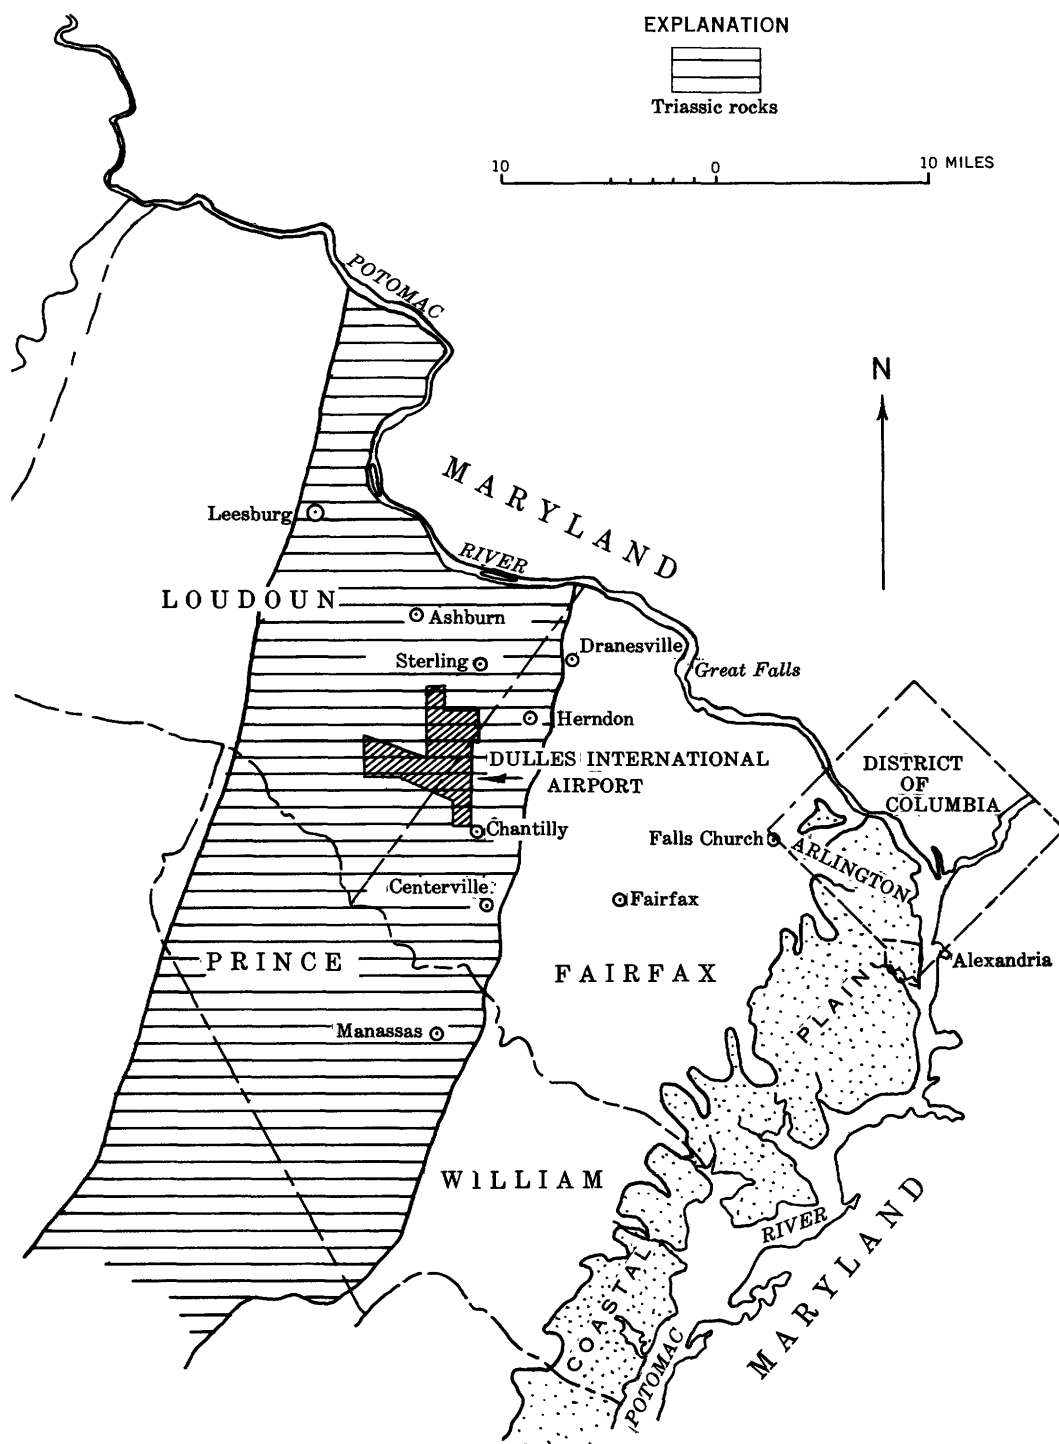 EXPLANATION
Triassic rocks
10 0 10 MILES
POTOMAC
N
MARYLAND
Leesburg
RIVER
LOUDOUN
Ashburn
Dranesville
Sterling
Great Falls
Herndon
DULLES INTERNATIONAL
AIRPORT
DISTRICT
OF
COLUMBIA
Chantilly
Falls Church
ARLINGTON
Centerville
Fairfax
PRINCE
FAIRFAX
Alexandria
PLAIN
Manassas
WILLIAM
RIVER
MARYLAND
COASTAL
POTOMAC